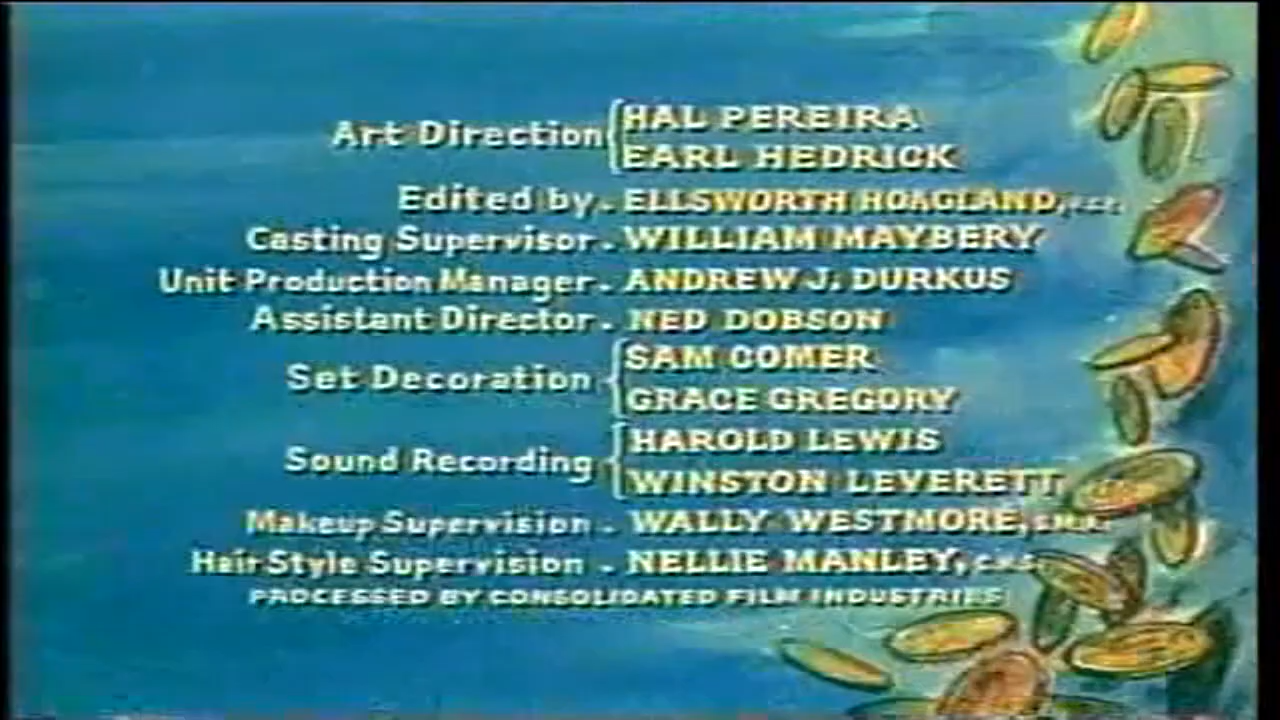 Art Direction { HAL PEREIRA
EARL HEDRICK
Edited by. ELLSWORTH HOAGLAND,
Casting Supervisor. WILLIAM MAYBERY
Unit Production Manager. ANDREW J. DURKUS
Assistant Director. NED DOBSON
Set Decoration { SAM COMER
GRACE GREGORY
Sound Recording { HAROLD LEWIS
WINSTON LEVERETT
Makeup Supervision. WALLY WESTMORE,
Hair Style Supervision. NELLIE MANLEY, C.H.S.
PROCESSED BY CONSOLIDATED FILM INDUSTRIES